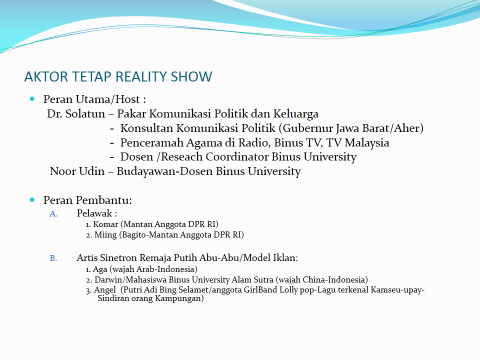 AKTOR TETAP REALITY SHOW
Peran Utama/Host :
Dr. Solatun – Pakar Komunikasi Politik dan Keluarga
- Konsultan Komunikasi Politik (Gubernur Jawa Barat/Aher)
- Penceramah Agama di Radio, Binus TV, TV Malaysia
- Dosen /Reseach Coordinator Binus University
Noor Udin – Budayawan-Dosen Binus University
Peran Pembantu:
A. Pelawak :
1. Komar (Mantan Anggota DPR RI)
2. Miing (Bagito-Mantan Anggota DPR RI)
B. Artis Sinetron Remaja Putih Abu-Abu/Model Iklan:
1. Aga (wajah Arab-Indonesia)
2. Darwin/Mahasiswa Binus University Alam Sutra (wajah China-Indonesia)
3. Angel (Putri Adi Bing Selamet/anggota GirlBand Lolly pop-Lagu terkenal Kamseu-upay-
Sindiran orang Kampungan)